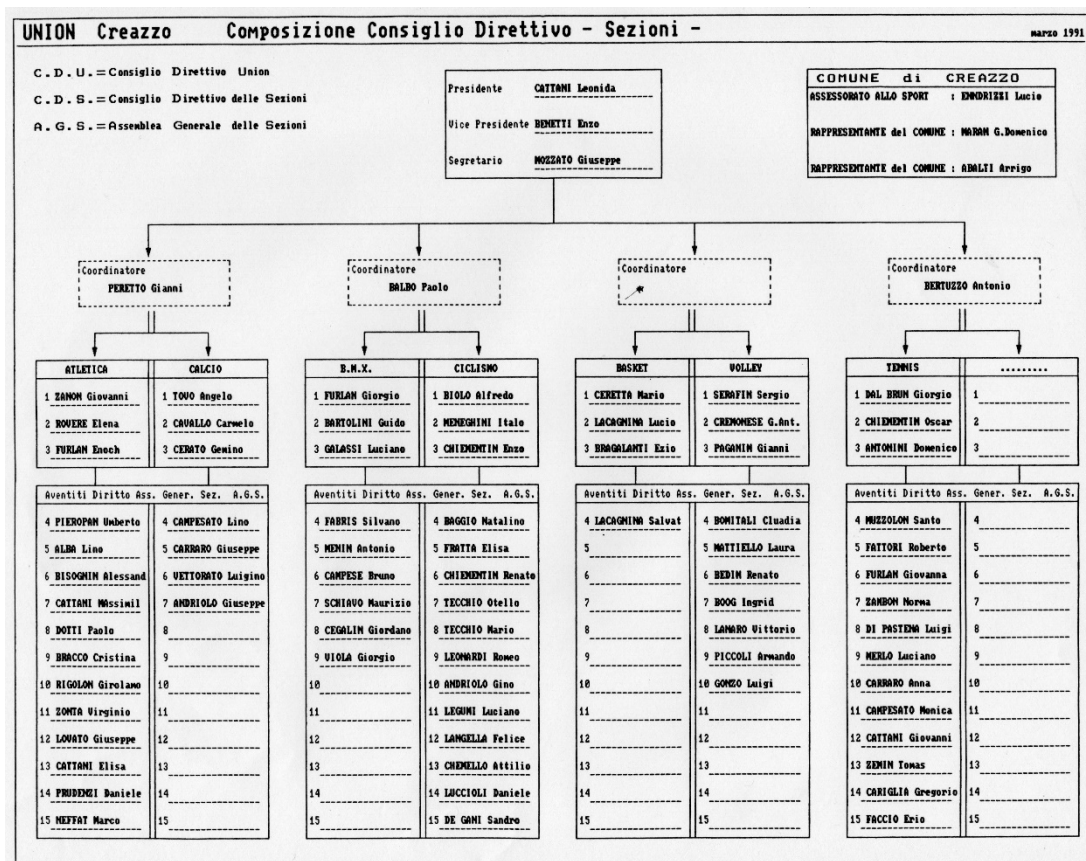 UNION Creazzo Composizione Consiglio Direttivo - Sezioni - marzo 1991
C.D.U.=Consiglio Direttivo Union
C.D.S.=Consiglio Direttivo delle Sezioni
A.G.S.=Assemblea Generale delle Sezioni
Presidente CATTANI Leonida
Vice Presidente BENETTI Enzo
Segretario MOZZATO Giuseppe
COMUNE di CREAZZO
ASSESSORATO ALLO SPORT : ENNDRIZZI Lucio
RAPPRESENTANTE del COMUNE : MARAN G.Domenico
RAPPRESENTANTE del COMUNE : ABALTI Arrigo
Coordinatore
PERETTO Gianni
Coordinatore
BALBO Paolo
Coordinatore
Coordinatore
BERTUZZO Antonio
ATLETICA CALCIO
1 ZANON Giovanni 1 TOVO Angelo
2 ROVERE Elena 2 CAVALLO Carmelo
3 FURLAN Enoch 3 CERATO Gemino
Aventiti Diritto Ass. Gener. Sez. A.G.S.
4 PIEROPAN Umberto 4 CAMPESATO Lino
5 ALBA Lino 5 CARRARO Giuseppe
6 BISOGNIN Alessand 6 VETTORATO Luigino
7 CATTANI MAssimil 7 ANDRIOLO Giuseppe
8 DOTTI Paolo 8
9 BRACCO Cristina 9
10 RIGOLON Girolamo 10
11 ZONTA Virginio 11
12 LOVATO Giuseppe 12
13 CATTANI Elisa 13
14 PRUDENZI Daniele 14
15 MEFFAT Marco 15
B.M.X. CICLISMO
1 FURLAN Giorgio 1 BIOLO Alfredo
2 BARTOLINI Guido 2 MENEGHINI Italo
3 GALASSI Luciano 3 CHIEMENTIN Enzo
Aventiti Diritto Ass. Gener. Sez. A.G.S.
4 FABRIS Silvano 4 BAGGIO Natalino
5 MENIN Antonio 5 FRATTA Elisa
6 CAMPESE Bruno 6 CHIEMENTIN Renato
7 SCHIAVO Maurizio 7 TECCHIO Otello
8 CEGALIN Giordano 8 TECCHIO Mario
9 VIOLA Giorgio 9 LEONARDI Romeo
10 10 ANDRIOLO Gino
11 11 LEGUMI Luciano
12 12 LANGELLA Felice
13 13 CHEMELLO Attilio
14 14 LUCCIOLI Daniele
15 15 DE GANI Sandro
BASKET VOLLEY
1 CERETTA Mario 1 SERAFIN Sergio
2 LACAGNINA Lucio 2 CREMONESE G.Ant.
3 BRAGALANTI Ezio 3 PAGANIN Gianni
Aventiti Diritto Ass. Gener. Sez. A.G.S.
4 LACAGNINA Salvat 4 BONITALI Cluadia
5 5 MATTIELLO Laura
6 6 BEDIN Renato
7 7 BOOG Ingrid
8 8 LANARO Vittorio
9 9 PICCOLI Armando
10 10 GONZO Luigi
11 11
12 12
13 13
14 14
15 15
TENNIS .........
1 DAL BRUN Giorgio 1
2 CHIEMENTIN Oscar 2
3 ANTONINI Domenico 3
Aventiti Diritto Ass. Gener. Sez. A.G.S.
4 MUZZOLON Santo 4
5 FATTORI Roberto 5
6 FURLAN Giovanna 6
7 ZAMBON Norma 7
8 DI PASTENA Luigi 8
9 MERLO Luciano 9
10 CARRARO Anna 10
11 CAMPESATO Monica 11
12 CATTANI Giovanni 12
13 ZENIN Tomas 13
14 CARIGLIA Gregorio 14
15 FACCIO Erio 15